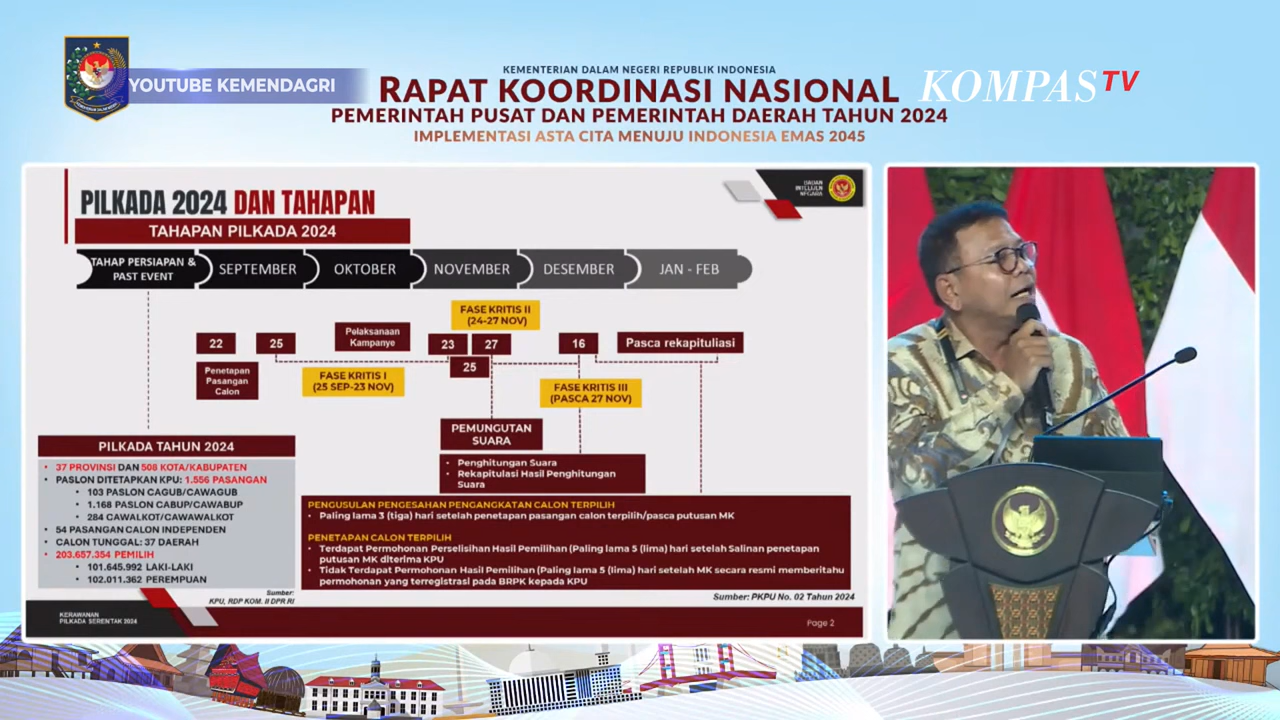 YOUTUBE KEMENDAGRI
KEMENTERIAN DALAM NEGERI REPUBLIK INDONESIA
RAPAT KOORDINASI NASIONAL
PEMERINTAH PUSAT DAN PEMERINTAH DAERAH TAHUN 2024
IMPLEMENTASI ASTA CITA MENUJU INDONESIA EMAS 2045
KOMPAS TV
PILKADA 2024 DAN TAHAPAN
TAHAPAN PILKADA 2024
BADAN
INTELIJEN
NEGARA
TAHAP PERSIAPAN &
PAST EVENT
SEPTEMBER
OKTOBER
NOVEMBER
DESEMBER
JAN - FEB
FASE KRITIS II
(24-27 NOV)
22
25
Pelaksanaan
Kampanye
23
27
16
Pasca rekapituliasi
25
Penetapan
Pasangan
Calon
FASE KRITIS I
(25 SEP-23 NOV)
FASE KRITIS III
(PASCA 27 NOV)
PEMUNGUTAN
SUARA
• Penghitungan Suara
• Rekapitulasi Hasil Penghitungan
Suara
PILKADA TAHUN 2024
• 37 PROVINSI DAN 508 KOTA/KABUPATEN
• PASLON DITETAPKAN KPU: 1.556 PASANGAN
• 103 PASLON CAGUB/CAWAGUB
• 1.168 PASLON CABUP/CAWABUP
• 284 CAWALKOT/CAWAWALKOT
• 54 PASANGAN CALON INDEPENDEN
• CALON TUNGGAL: 37 DAERAH
• 203.657.354 PEMILIH
• 101.645.992 LAKI-LAKI
• 102.011.362 PEREMPUAN
Sumber:
KPU, RDP KOM. II DPR RI
PENGUSULAN PENGESAHAN PENGANGKATAN CALON TERPILIH
• Paling lama 3 (tiga) hari setelah penetapan pasangan calon terpilih/pasca putusan MK
PENETAPAN CALON TERPILIH
• Terdapat Permohonan Perselisihan Hasil Pemilihan (Paling lama 5 (lima) hari setelah Salinan penetapan
putusan MK diterima KPU
• Tidak Terdapat Permohonan Hasil Pemilihan (Paling lama 5 (lima) hari setelah MK secara resmi memberitahu
permohonan yang terregistrasi pada BRPK kepada KPU
Sumber: PKPU No. 02 Tahun 2024
KERAWANAN
PILKADA SERENTAK 2024
Page 2